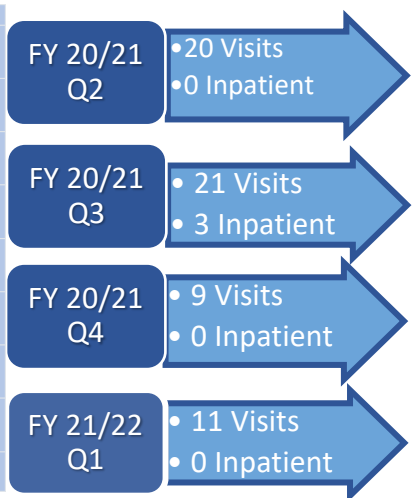 FY 20/21
Q2
•20 Visits
•0 Inpatient
FY 20/21
Q3
• 21 Visits
• 3 Inpatient
FY 20/21
Q4
• 9 Visits
• 0 Inpatient
FY 21/22
Q1
• 11 Visits
• 0 Inpatient